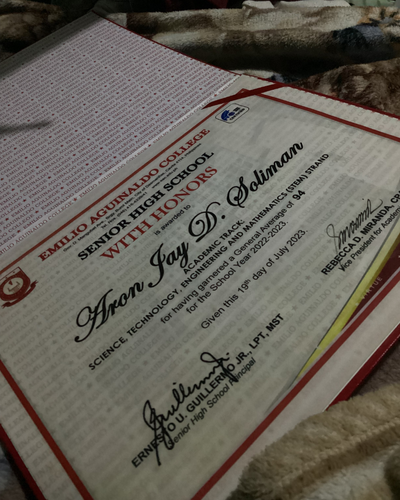 EMILIO AGUINALDO COLLEGE
SENIOR HIGH SCHOOL
WITH HONORS
is awarded to
Aron Jay D. Soliman
ACADEMIC TRACK:
SCIENCE, TECHNOLOGY, ENGINEERING AND MATHEMATICS (STEM) STRAND
for having garnered a General Average of 94
for the School Year 2022-2023.
Given this 19th day of July 2023.
REBECCA D. MIRANDA,
Vice President for
ERNESTO U. GUILLERMO JR., LPT, MST
Senior High School Principal